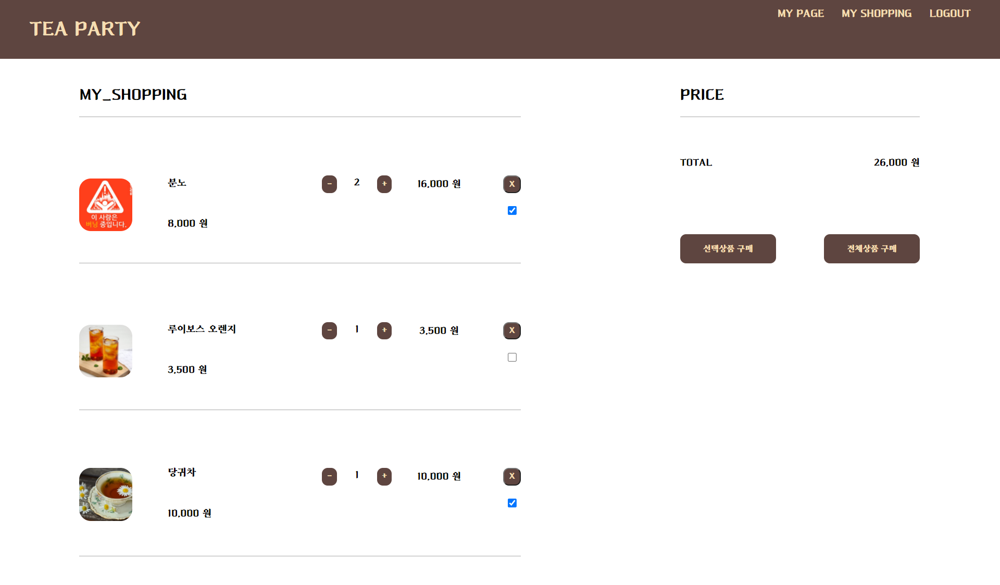 TEA PARTY
MY PAGE
MY SHOPPING
LOGOUT
MY_SHOPPING
이 사람은
버닝 중입니다.
분노
8,000 원
-
2
+
16,000 원
X
루이보스 오렌지
3,500 원
-
1
+
3,500 원
X
당귀차
10,000 원
-
1
+
10,000 원
X
PRICE
TOTAL
26,000 원
선택상품 구매
전체상품 구매